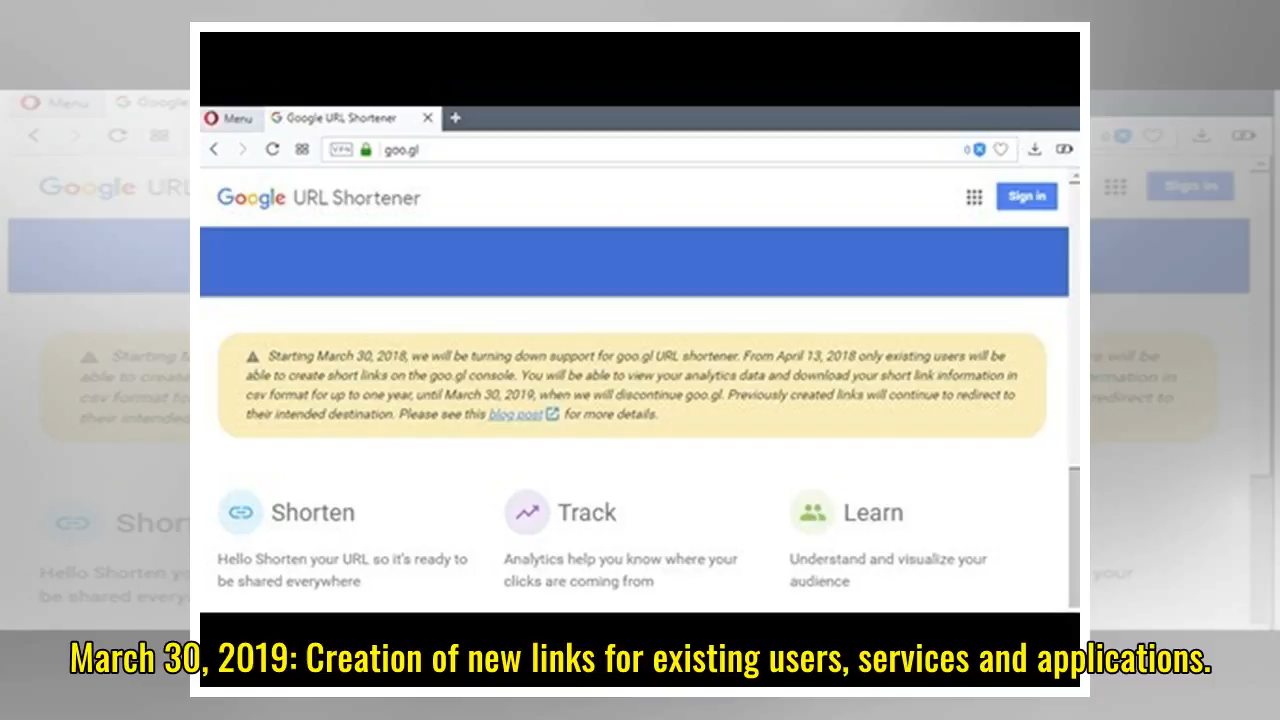 Menu
Google URL Shortener
VPN
goo.gl
0
Google URL Shortener
Sign in
Starting March 30, 2018, we will be turning down support for goo.gl URL shortener. From April 13, 2018 only existing users will be
able to create short links on the goo.gl console. You will be able to view your analytics data and download your short link information in
csv format for up to one year, until March 30, 2019, when we will discontinue goo.gl. Previously created links will continue to redirect to
their intended destination. Please see this blog post for more details.
Shorten
Track
Learn
Hello Shorten your URL so it's ready to
be shared everywhere
Analytics help you know where your
clicks are coming from
Understand and visualize your
audience
March 30, 2019: Creation of new links for existing users, services and applications.